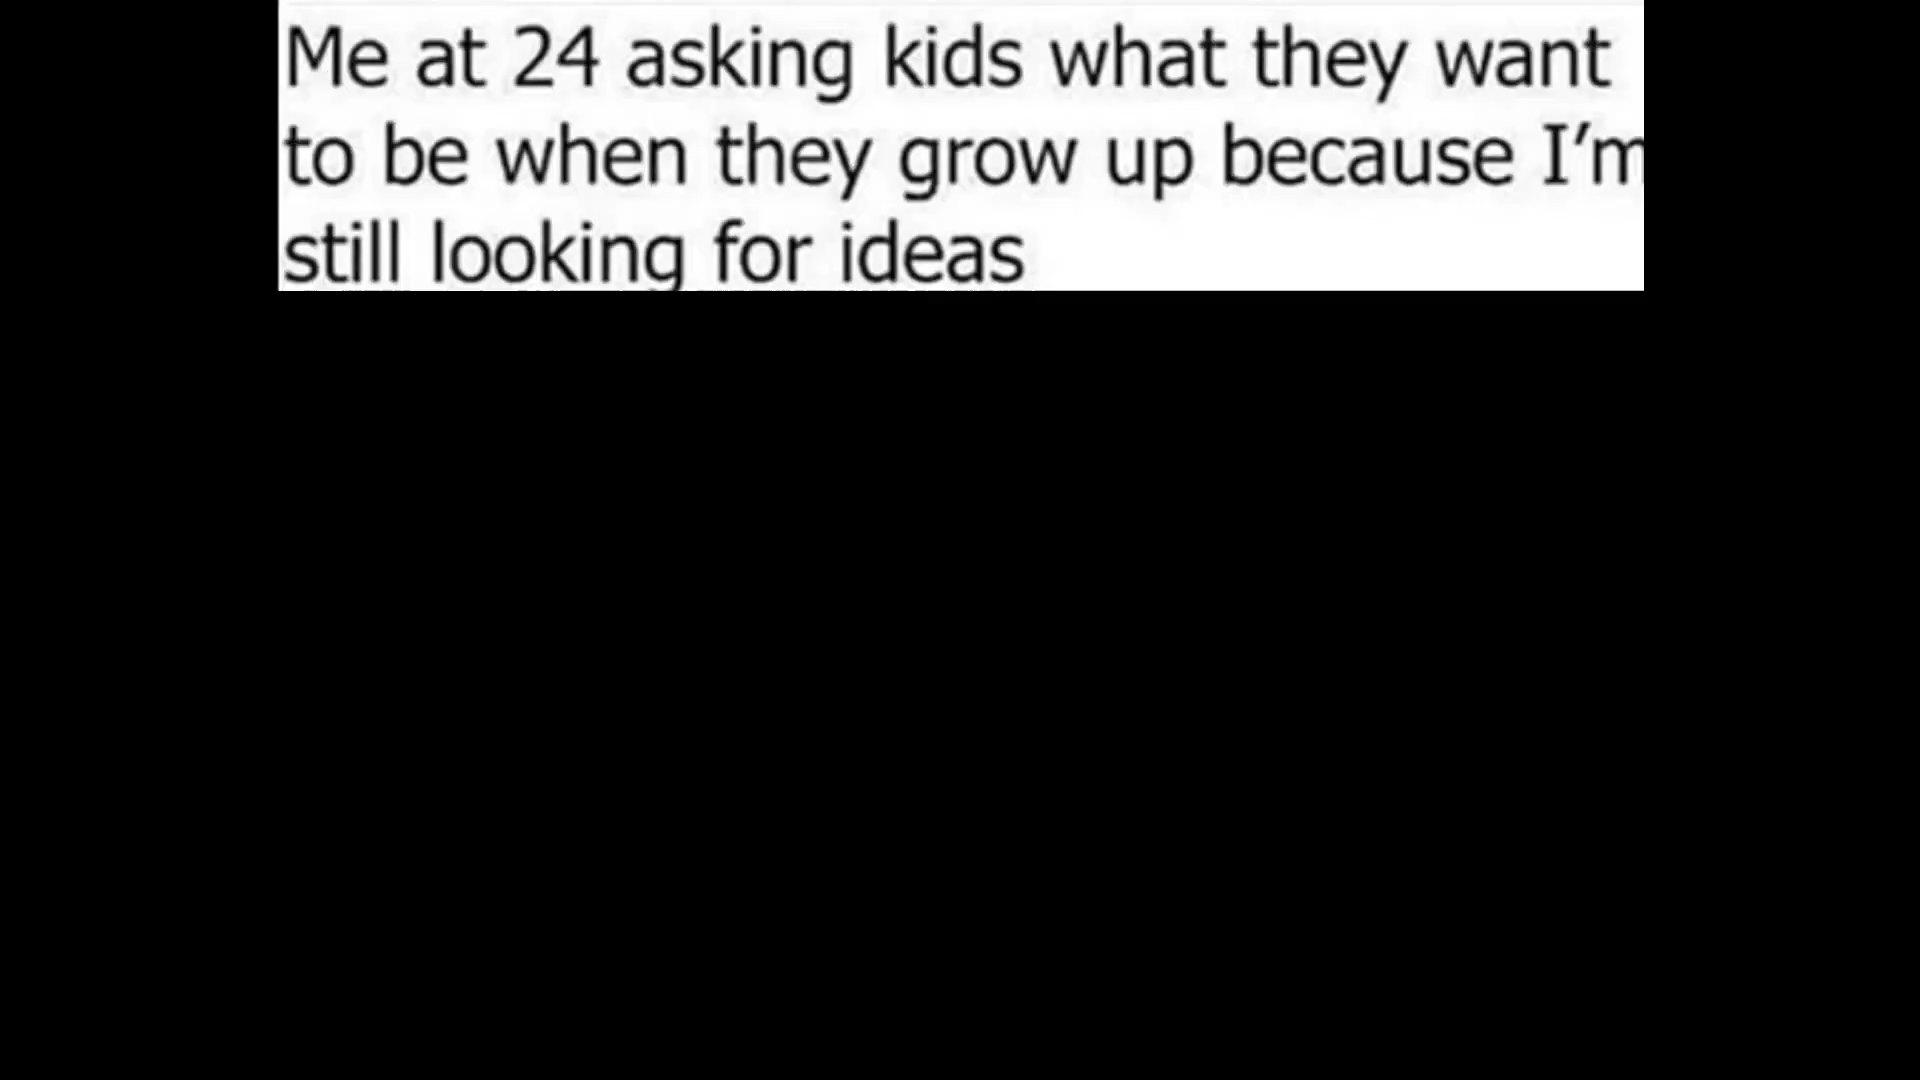 Me at 24 asking kids what they want
to be when they grow up because I’m
still looking for ideas